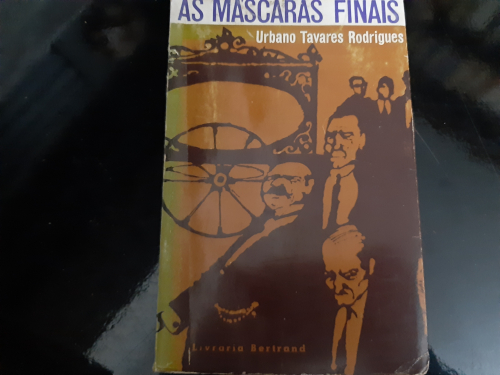 AS MÁSCARAS FINAIS
Urbano Tavares Rodrigues
Livraria Bertrand